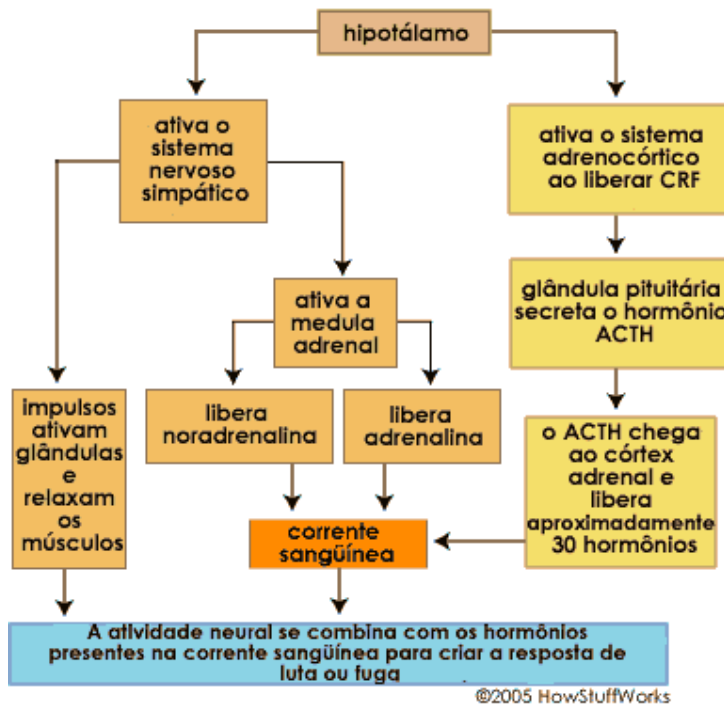 hipotálamo
ativa o
sistema
nervoso
simpático
ativa o sistema
adrenocórtico
ao liberar CRF
ativa a
medula
adrenal
glândula pituitária
secreta o hormônio
ACTH
impulsos
ativam
glândulas
e
relaxam
os
músculos
libera
noradrenalina
libera
adrenalina
o ACTH chega
ao córtex
adrenal e
libera
aproximadamente
30 hormônios
corrente
sangüínea
A atividade neural se combina com os hormônios
presentes na corrente sangüínea para criar a resposta de
luta ou fuga
©2005 HowStuffWorks